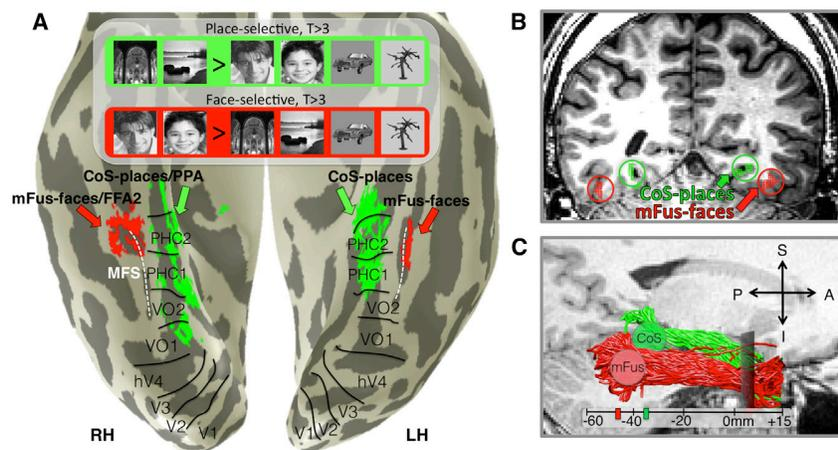 A
Place-selective, T>3
>
Face-selective, T>3
>
CoS-places/PPA
mFus-faces/FFA2
MFS
PHC2
PHC1
VO2
VO1
hV4
V3
V2
V1
RH
CoS-places
mFus-faces
PHC2
PHC1
VO2
VO1
hV4
V3
V2
V1
LH
B
CoS-places
mFus-faces
C
S
P
A
I
CoS
mFus
-60 -40 -20 0mm +15